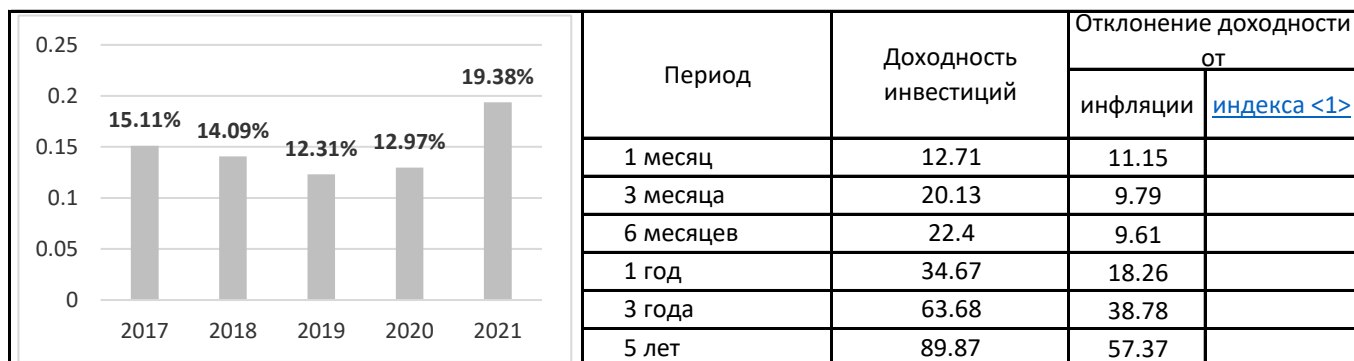 0.25
0.2
0.15
0.1
0.05
0
15.11%
14.09%
12.31%
12.97%
19.38%
2017 2018 2019 2020 2021
Период
Доходность
инвестиций
Отклонение доходности
от
инфляции
индекса <1>
1 месяц 12.71 11.15
3 месяца 20.13 9.79
6 месяцев 22.4 9.61
1 год 34.67 18.26
3 года 63.68 38.78
5 лет 89.87 57.37